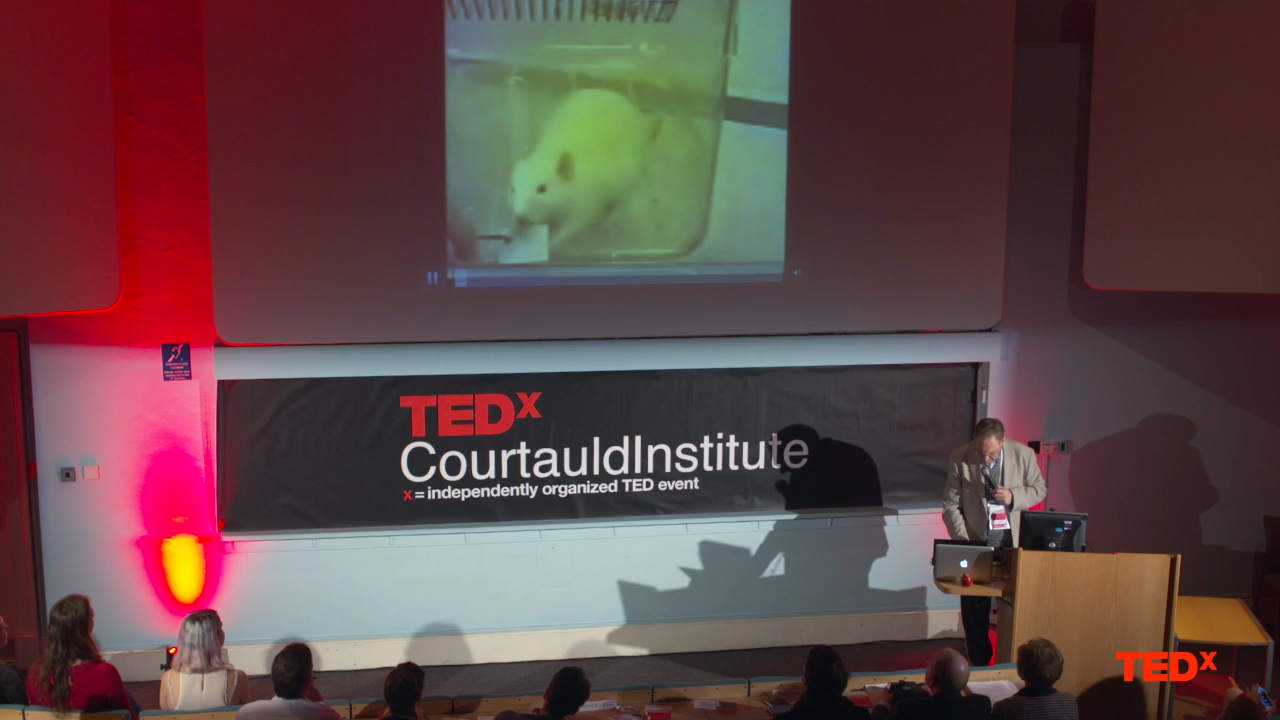 TEDx
CourtauldInstitute
x = independently organized TED event
TEDx